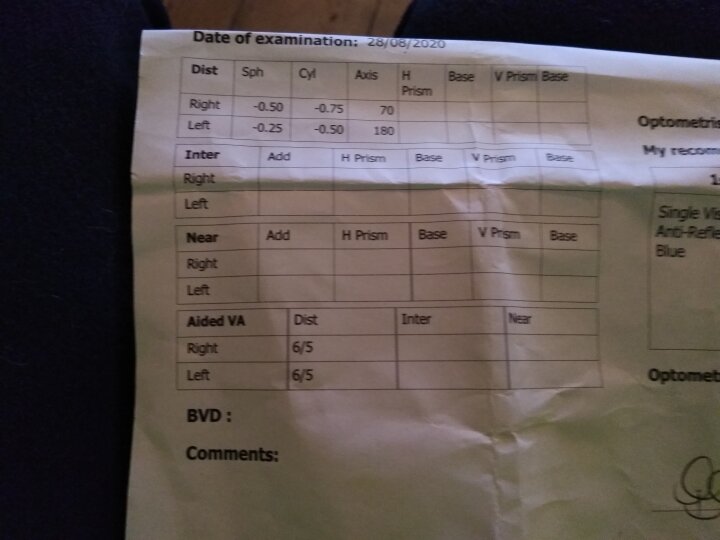 Date of examination: 28/08/2020
Dist Sph Cyl Axis H Prism Base V Prism Base
Right -0.50 -0.75 70
Left -0.25 -0.50 180
Optometris
My recom
Inter Add H Prism Base V Prism Base
Right
Left
Single
Anti-Refle
Blue
Near Add H Prism Base V Prism Base
Right
Left
Aided VA Dist Inter Near
Right 6/5
Left 6/5
Optomet
BVD :
Comments: